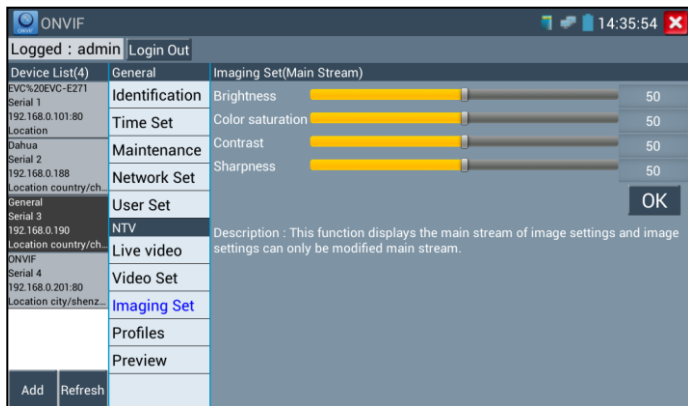 ONVIF
14:35:54
Logged : admin
Login Out
Device List(4)
EVC%20EVC-E271
Serial 1
192.168.0.101:80
Location
Dahua
Serial 2
192.168.0.188
Location country/ch...
General
Serial 3
192.168.0.190
Location country/ch...
ONVIF
Serial 4
192.168.0.201:80
Location city/shenz...
Add
Refresh
General
Identification
Time Set
Maintenance
Network Set
User Set
NTV
Live video
Video Set
Imaging Set
Profiles
Preview
Imaging Set(Main Stream)
Brightness 50
Color saturation 50
Contrast 50
Sharpness 50
OK
Description : This function displays the main stream of image settings and image
settings can only be modified main stream.